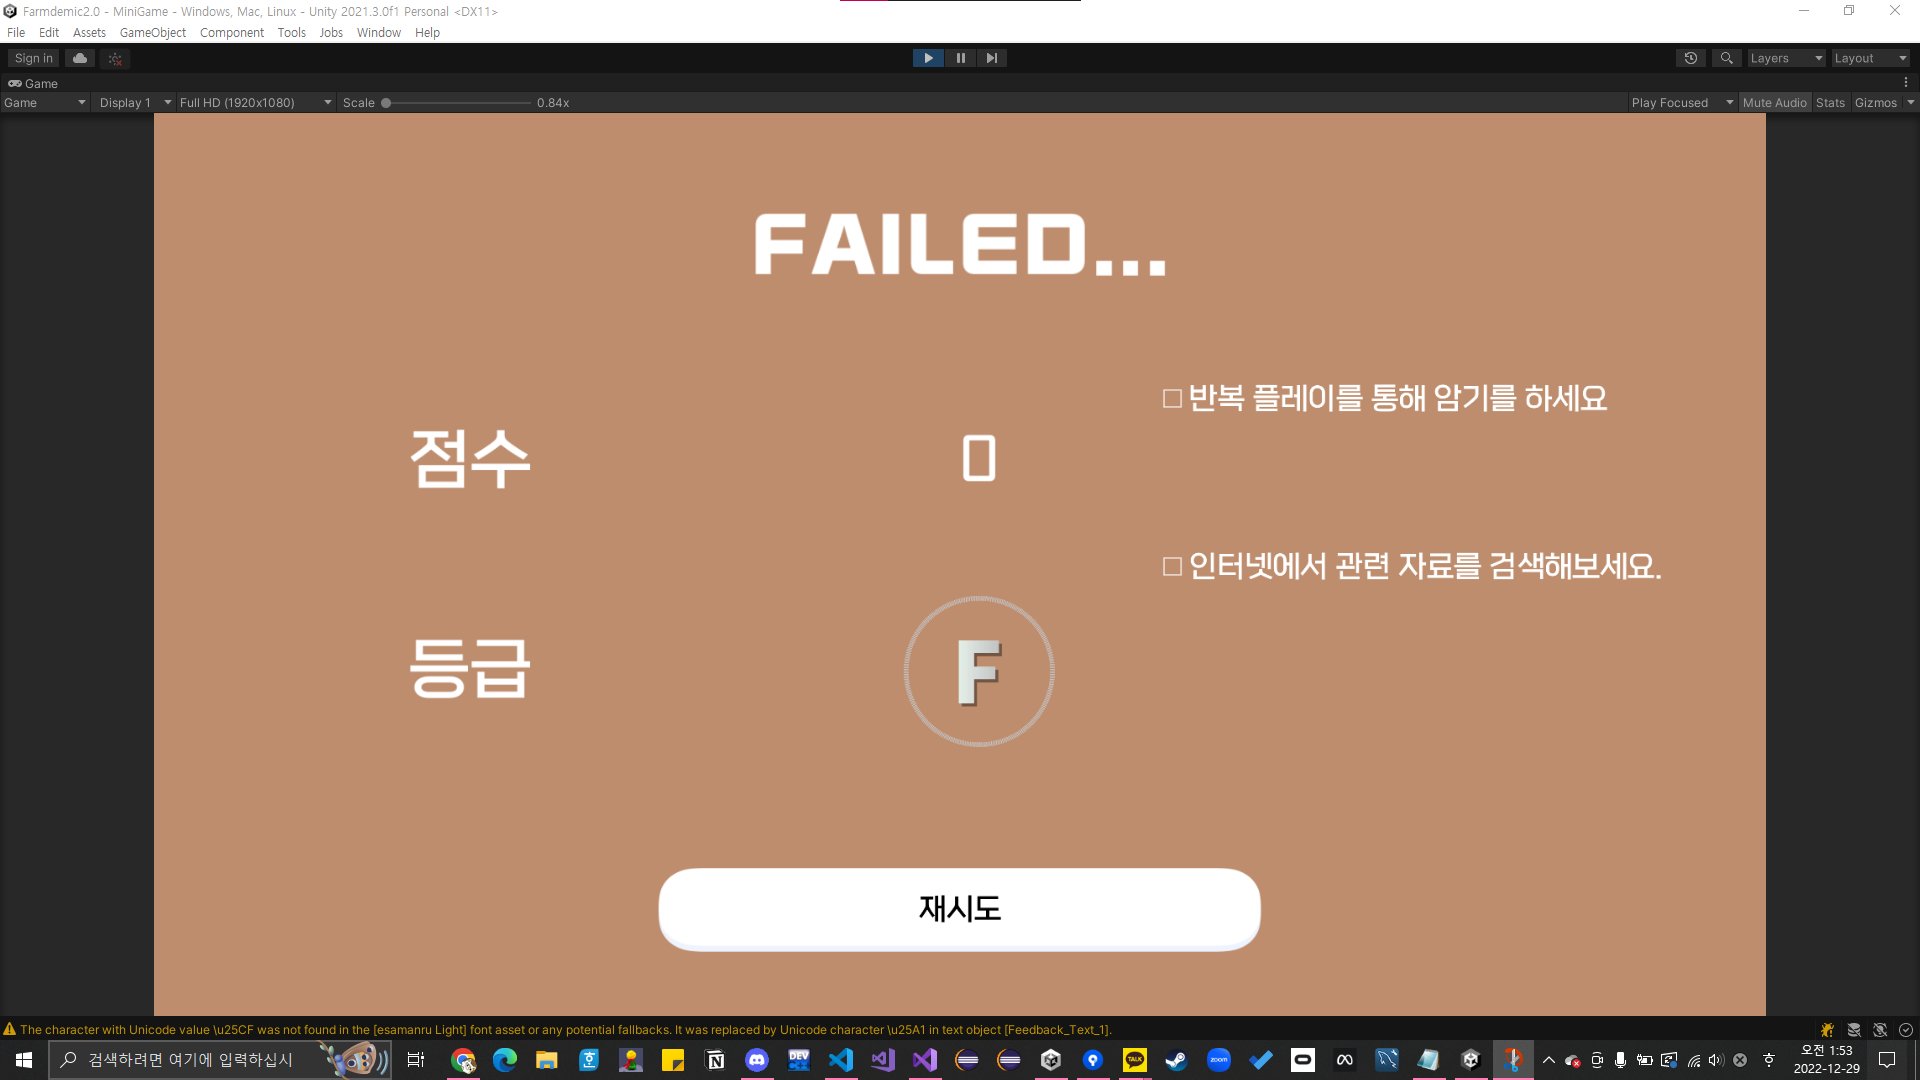 Farmdemic2.0 - MiniGame - Windows, Mac, Linux - Unity 2021.3.0f1 Personal <DX11>
File Edit Assets GameObject Component Tools Jobs Window Help
Sign in Layers Layout
Game
Game Display 1 Full HD (1920x1080) Scale 0.84x Play Focused Mute Audio Stats Gizmos
FAILED...
□ 반복 플레이를 통해 암기를 하세요
점수 0
□ 인터넷에서 관련 자료를 검색해보세요.
등급 F
재시도
The character with Unicode value \u25CF was not found in the [esamanru Light] font asset or any potential fallbacks. It was replaced by Unicode character \u25A1 in text object [Feedback_Text_1].
검색하려면 여기에 입력하십시
DEV
TALK
zoom
오전 1:53
2022-12-29